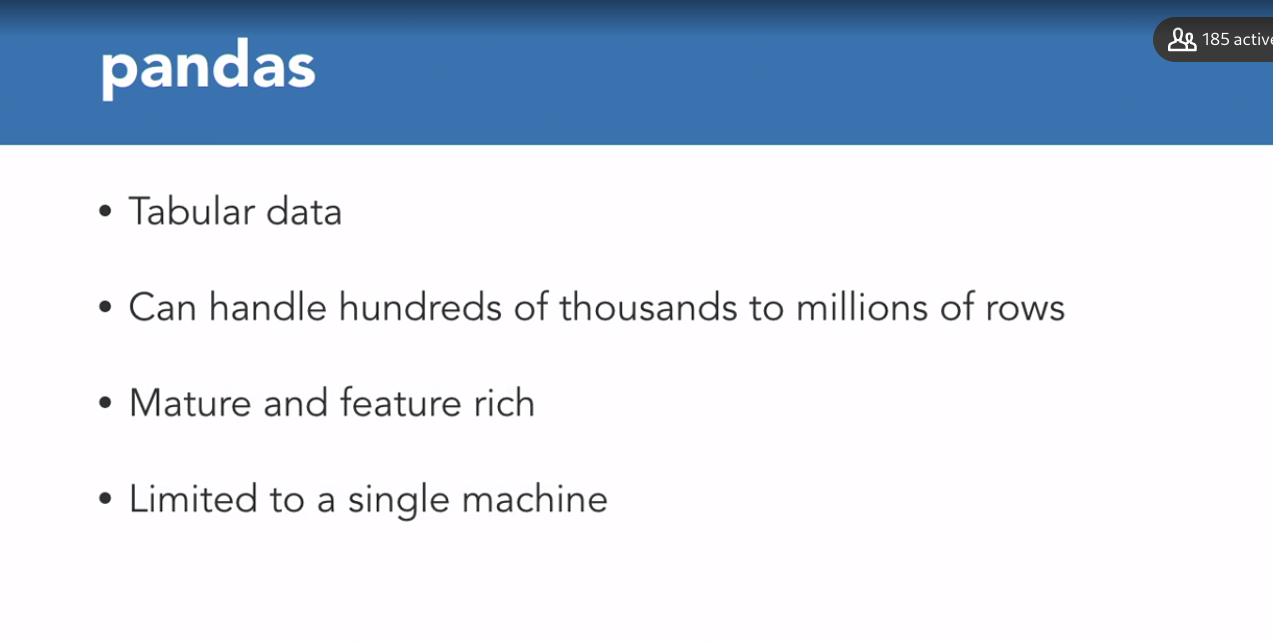 pandas
185 active
• Tabular data
• Can handle hundreds of thousands to millions of rows
• Mature and feature rich
• Limited to a single machine